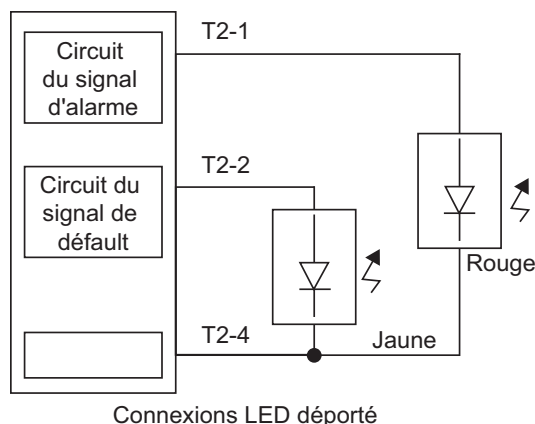 T2-1
Circuit
du signal
d'alarme
T2-2
Circuit du
signal de
défault
Rouge
T2-4
Jaune
Connexions LED déporté